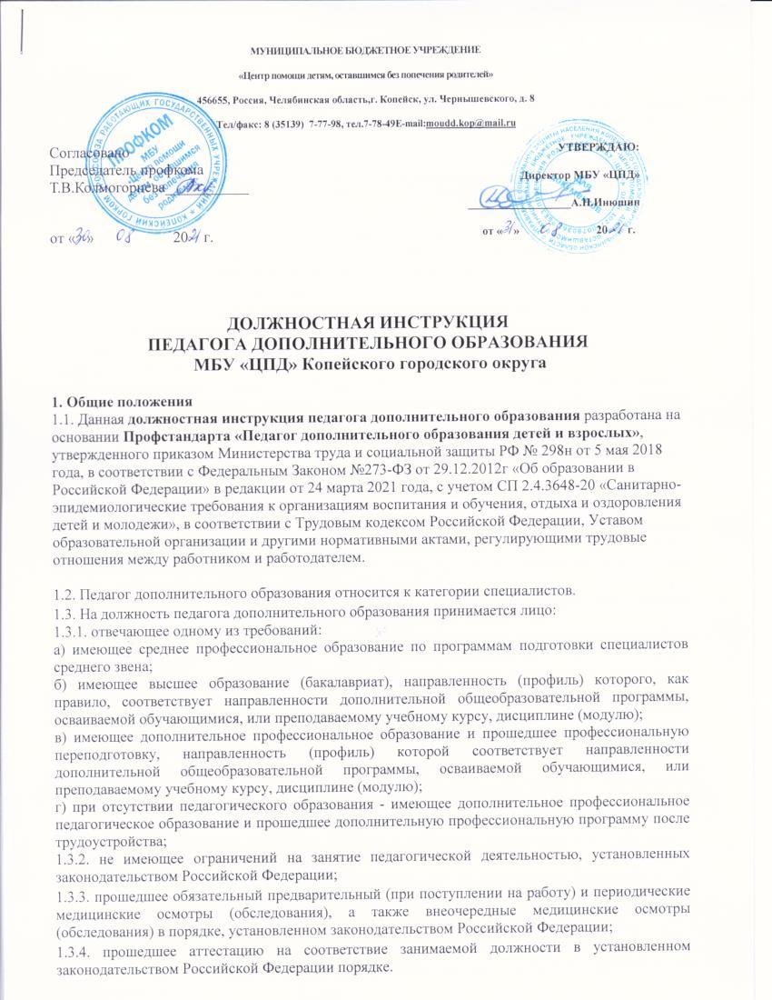 МУНИЦИПАЛЬНОЕ БЮДЖЕТНОЕ УЧРЕЖДЕНИЕ
«Центр помощи детям, оставшимся без попечения родителей»
456655, Россия, Челябинская область,г. Копейск, ул. Чернышевского, д. 8
Тел/факс: 8 (35139) 7-77-98, тел.7-78-49E-mail:moudd.kop@mail.ru
Согласовано
Председатель профкома
Т.В.Колмогорцева
от «30» 08 2021 г.
ПРОФКОМ
МБУ
«Центр помощи
детям, оставшимся
без попечения
родителей»
УТВЕРЖДАЮ:
Директор МБУ «ЦПД»
А.П.Инюшин
от «31» 08 2021 г.
ДОЛЖНОСТНАЯ ИНСТРУКЦИЯ
ПЕДАГОГА ДОПОЛНИТЕЛЬНОГО ОБРАЗОВАНИЯ
МБУ «ЦПД» Копейского городского округа
1. Общие положения
1.1. Данная должностная инструкция педагога дополнительного образования разработана на
основании Профстандарта «Педагог дополнительного образования детей и взрослых»,
утвержденного приказом Министерства труда и социальной защиты РФ № 298н от 5 мая 2018
года, в соответствии с Федеральным Законом №273-ФЗ от 29.12.2012г «Об образовании в
Российской Федерации» в редакции от 24 марта 2021 года, с учетом СП 2.4.3648-20 «Санитарно-
эпидемиологические требования к организациям воспитания и обучения, отдыха и оздоровления
детей и молодежи», в соответствии с Трудовым кодексом Российской Федерации, Уставом
образовательной организации и другими нормативными актами, регулирующими трудовые
отношения между работником и работодателем.
1.2. Педагог дополнительного образования относится к категории специалистов.
1.3. На должность педагога дополнительного образования принимается лицо:
1.3.1. отвечающее одному из требований:
а) имеющее среднее профессиональное образование по программам подготовки специалистов
среднего звена;
б) имеющее высшее образование (бакалавриат), направленность (профиль) которого, как
правило, соответствует направленности дополнительной общеобразовательной программы,
осваиваемой обучающимися, или преподаваемому учебному курсу, дисциплине (модулю);
в) имеющее дополнительное профессиональное образование и прошедшее профессиональную
переподготовку, направленность (профиль) которой соответствует направленности
дополнительной общеобразовательной программы, осваиваемой обучающимися, или
преподаваемому учебному курсу, дисциплине (модулю);
г) при отсутствии педагогического образования - имеющее дополнительное профессиональное
педагогическое образование и прошедшее дополнительную профессиональную программу после
трудоустройства;
1.3.2. не имеющее ограничений на занятие педагогической деятельностью, установленных
законодательством Российской Федерации;
1.3.3. прошедшее обязательный предварительный (при поступлении на работу) и периодические
медицинские осмотры (обследования), а также внеочередные медицинские осмотры
(обследования) в порядке, установленном законодательством Российской Федерации;
1.3.4. прошедшее аттестацию на соответствие занимаемой должности в установленном
законодательством Российской Федерации порядке.